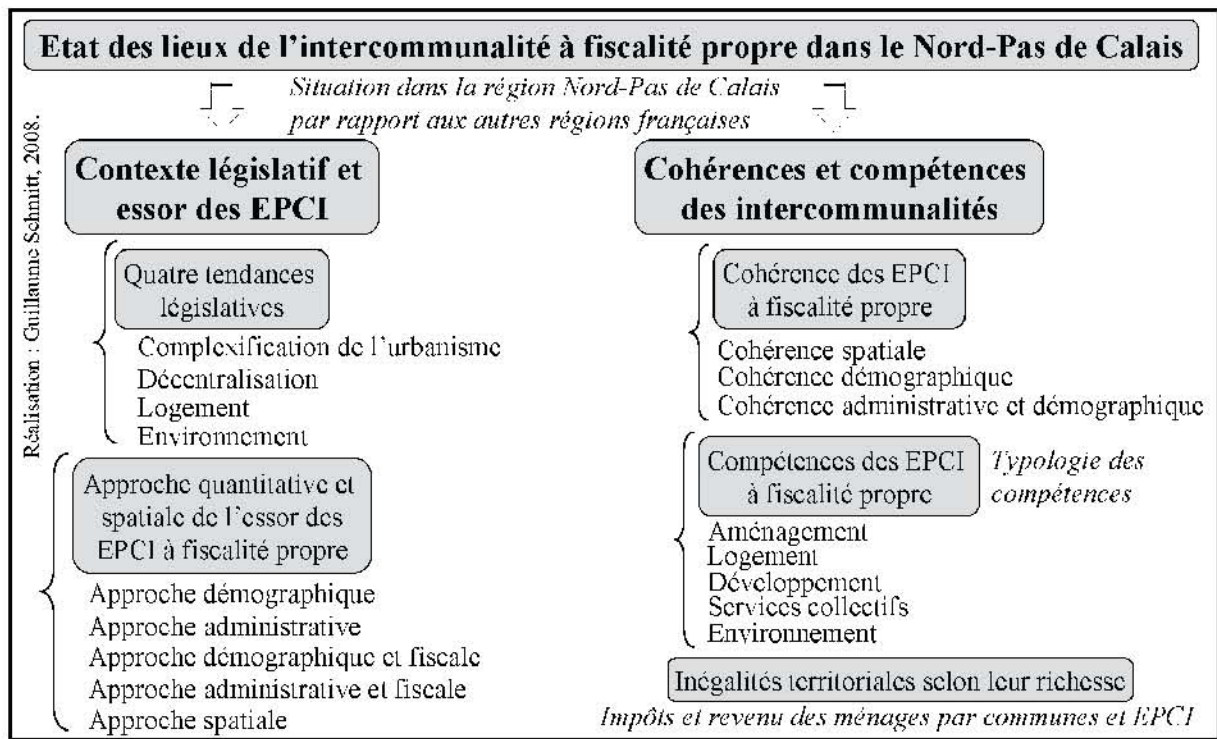 Etat des lieux de l'intercommunalité à fiscalité propre dans le Nord-Pas de Calais
Situation dans la région Nord-Pas de Calais
par rapport aux autres régions françaises
Réalisation : Guillaume Schmitt, 2008.
Contexte législatif et
essor des EPCI
Quatre tendances
législatives
Complexification de l'urbanisme
Décentralisation
Logement
Environnement
Approche quantitative et
spatiale de l'essor des
EPCI à fiscalité propre
Approche démographique
Approche administrative
Approche démographique et fiscale
Approche administrative et fiscale
Approche spatiale
Cohérences et compétences
des intercommunalités
Cohérence des EPCI
à fiscalité propre
Cohérence spatiale
Cohérence démographique
Cohérence administrative et démographique
Compétences des EPCI
à fiscalité propre
Typologie des
compétences
Aménagement
Logement
Développement
Services collectifs
Environnement
Inégalités territoriales selon leur richesse
Impôts et revenu des ménages par communes et EPCI